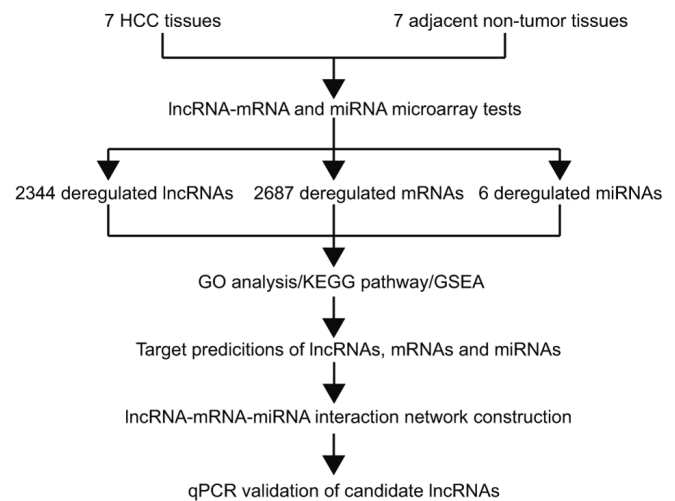 7 HCC tissues
7 adjacent non-tumor tissues
lncRNA-mRNA and miRNA microarray tests
2344 deregulated lncRNAs
2687 deregulated mRNAs
6 deregulated miRNAs
GO analysis/KEGG pathway/GSEA
Target predicitions of lncRNAs, mRNAs and miRNAs
lncRNA-mRNA-miRNA interaction network construction
qPCR validation of candidate lncRNAs